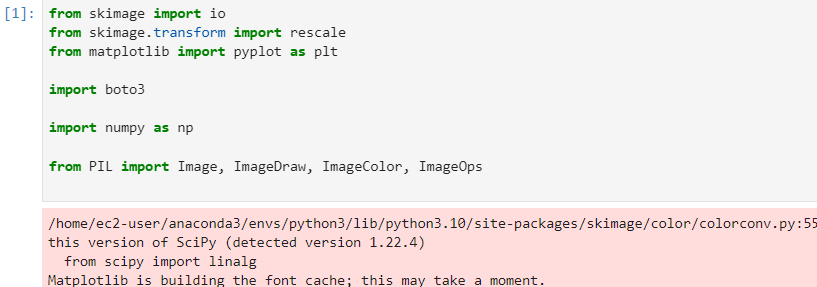 [1]:
from skimage import io
from skimage.transform import rescale
from matplotlib import pyplot as plt
import boto3
import numpy as np
from PIL import Image, ImageDraw, ImageColor, ImageOps
/home/ec2-user/anaconda3/envs/python3/lib/python3.10/site-packages/skimage/color/colorconv.py:55
this version of SciPy (detected version 1.22.4)
  from scipy import linalg
Matplotlib is building the font cache; this may take a moment.